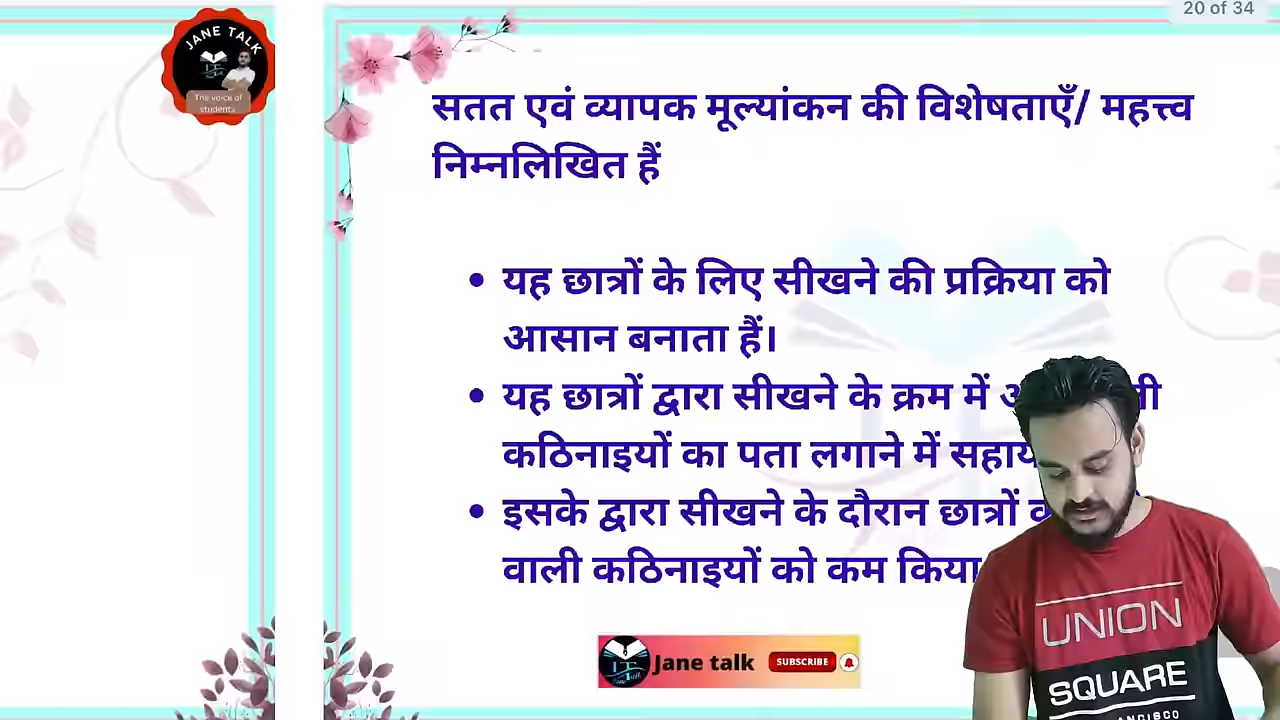 20 of 34
JANE TALK
The voice of
students
सतत एवं व्यापक मूल्यांकन की विशेषताएँ/ महत्त्व
निम्नलिखित हैं
• यह छात्रों के लिए सीखने की प्रक्रिया को
आसान बनाता हैं।
• यह छात्रों द्वारा सीखने के क्रम में
कठिनाइयों का पता लगाने में
• इसके द्वारा सीखने के दौरान छात्रों
वाली कठिनाइयों को कम किया
Jane talk
SUBSCRIBE
UNION
SQUARE